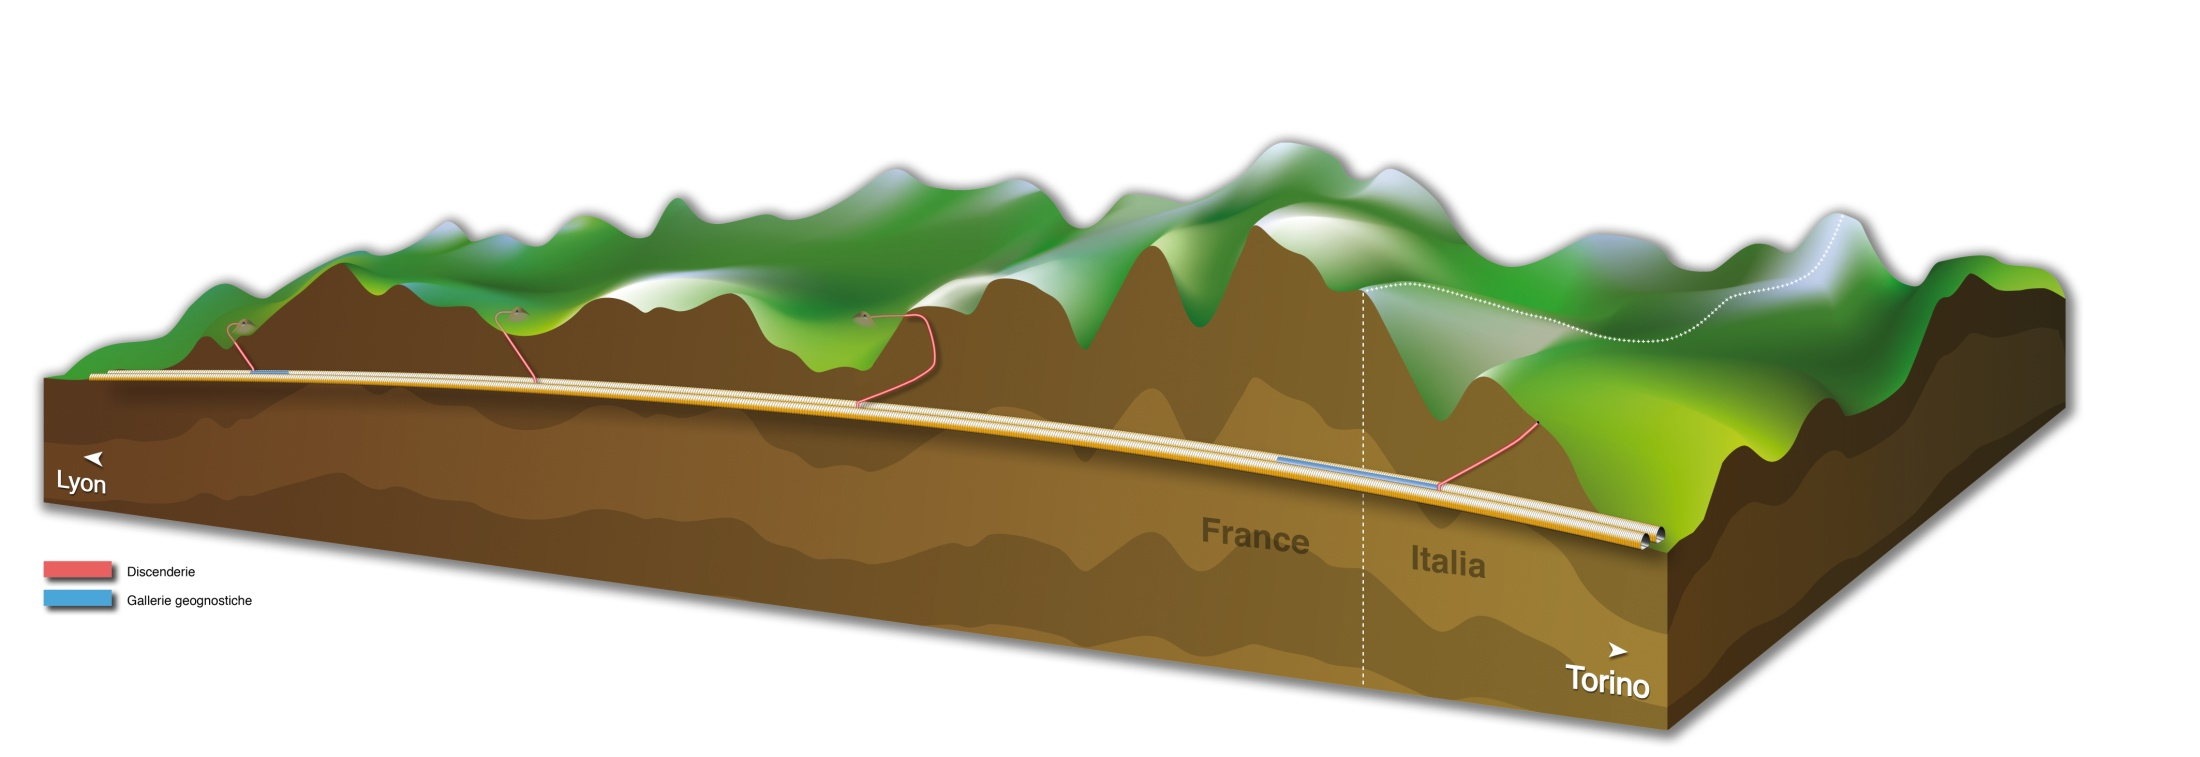 Lyon
France
Italia
Torino
Discenderie
Gallerie geognostiche